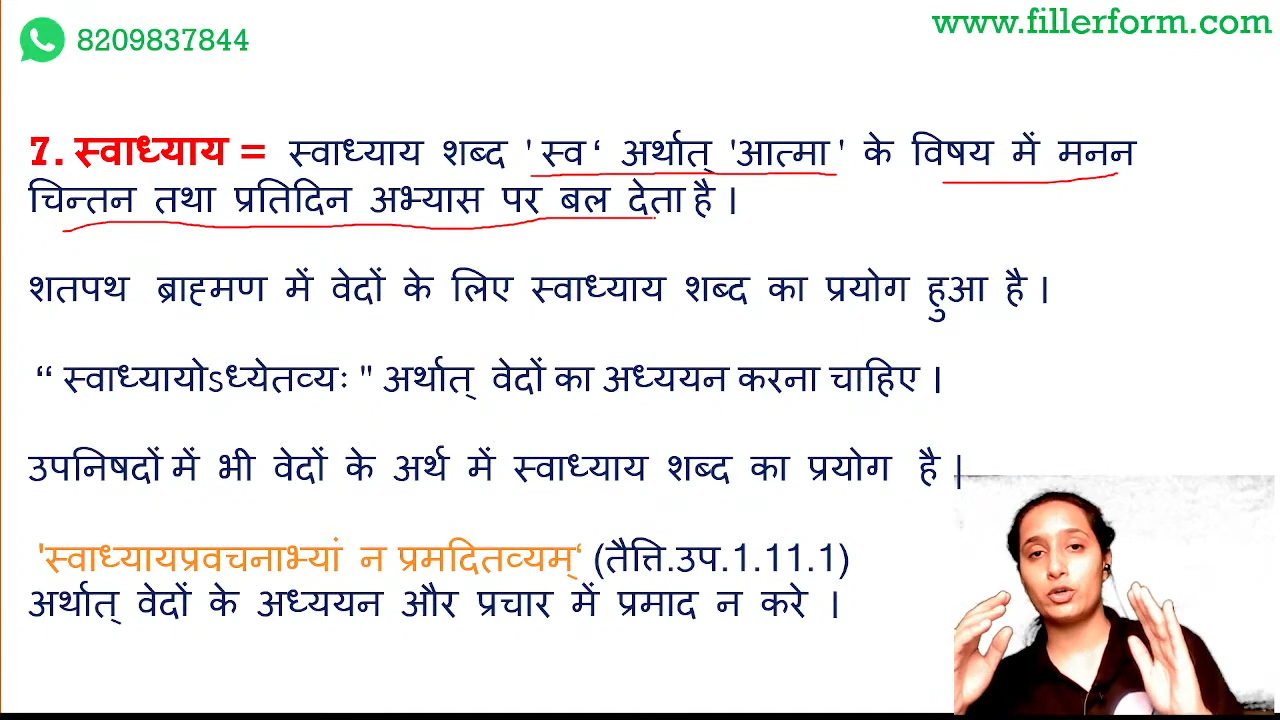 8209837844
www.fillerform.com
7. स्वाध्याय = स्वाध्याय शब्द ' स्व‘ अर्थात् 'आत्मा ' के विषय में मनन
चिन्तन तथा प्रतिदिन अभ्यास पर बल देता है ।
शतपथ ब्राह्मण में वेदों के लिए स्वाध्याय शब्द का प्रयोग हुआ है ।
“ स्वाध्यायोऽध्येतव्यः " अर्थात् वेदों का अध्ययन करना चाहिए ।
उपनिषदों में भी वेदों के अर्थ में स्वाध्याय शब्द का प्रयोग है ।
'स्वाध्यायप्रवचनाभ्यां न प्रमदितव्यम्‘ (तैत्ति.उप.1.11.1)
अर्थात् वेदों के अध्ययन और प्रचार में प्रमाद न करे ।